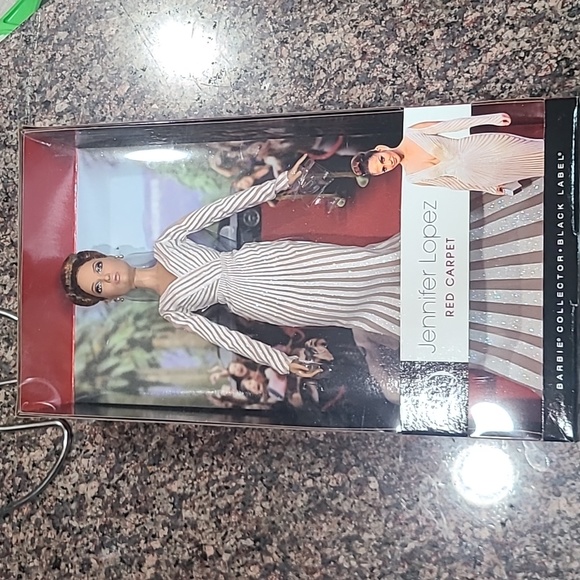 Jennifer Lopez
RED CARPET
BARBIE® COLLECTOR • BLACK LABEL®